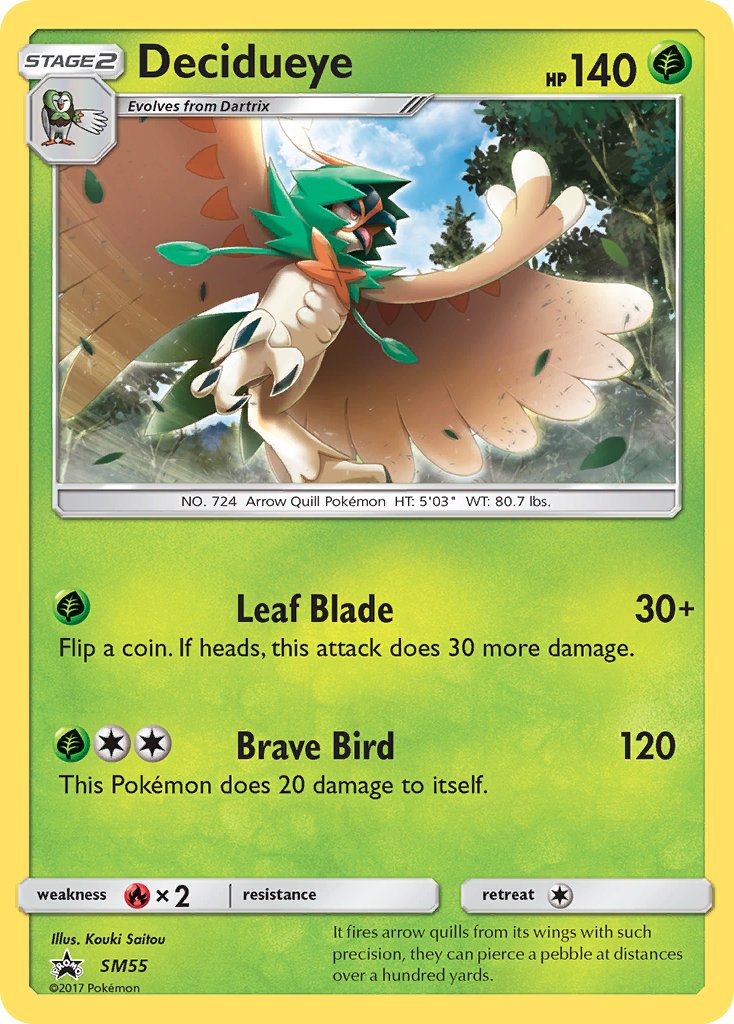 STAGE2
Decidueye
HP 140
Evolves from Dartrix
NO. 724 Arrow Quill Pokémon HT: 5'03" WT: 80.7 lbs.
Leaf Blade 30+
Flip a coin. If heads, this attack does 30 more damage.
Brave Bird 120
This Pokémon does 20 damage to itself.
weakness ×2 resistance retreat
Illus. Kouki Saitou
PROMO SM55
©2017 Pokémon
It fires arrow quills from its wings with such
precision, they can pierce a pebble at distances
over a hundred yards.